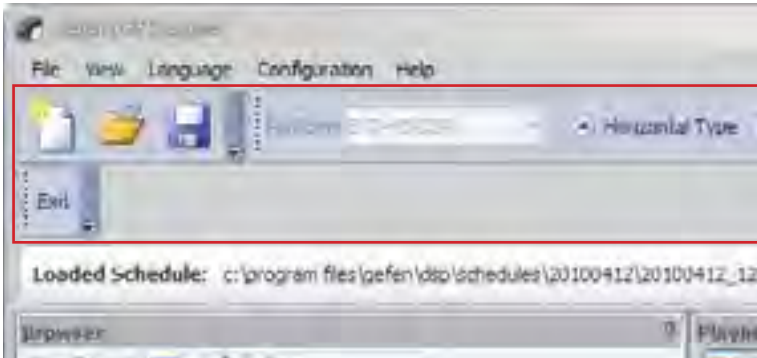 File View Language Configuration Help
Horizontal Type
Exit
Loaded Schedule: c:\program files\gefen\dsp\schedules\20100412\20100412_12
Browser